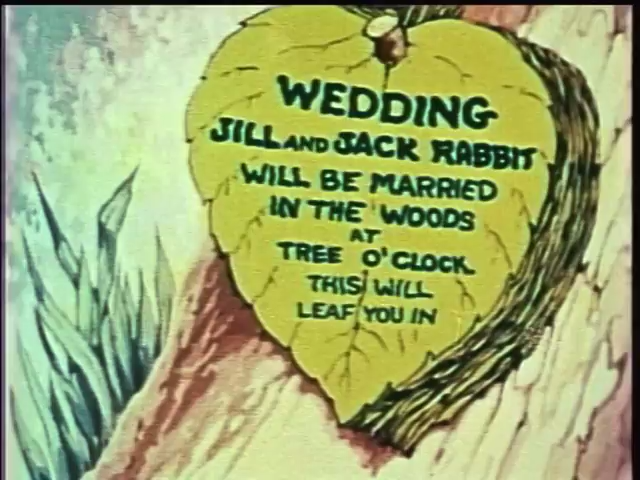 WEDDING
JILL AND JACK RABBIT
WILL BE MARRIED
IN THE WOODS
AT
TREE O'CLOCK
THIS WILL
LEAF YOU IN